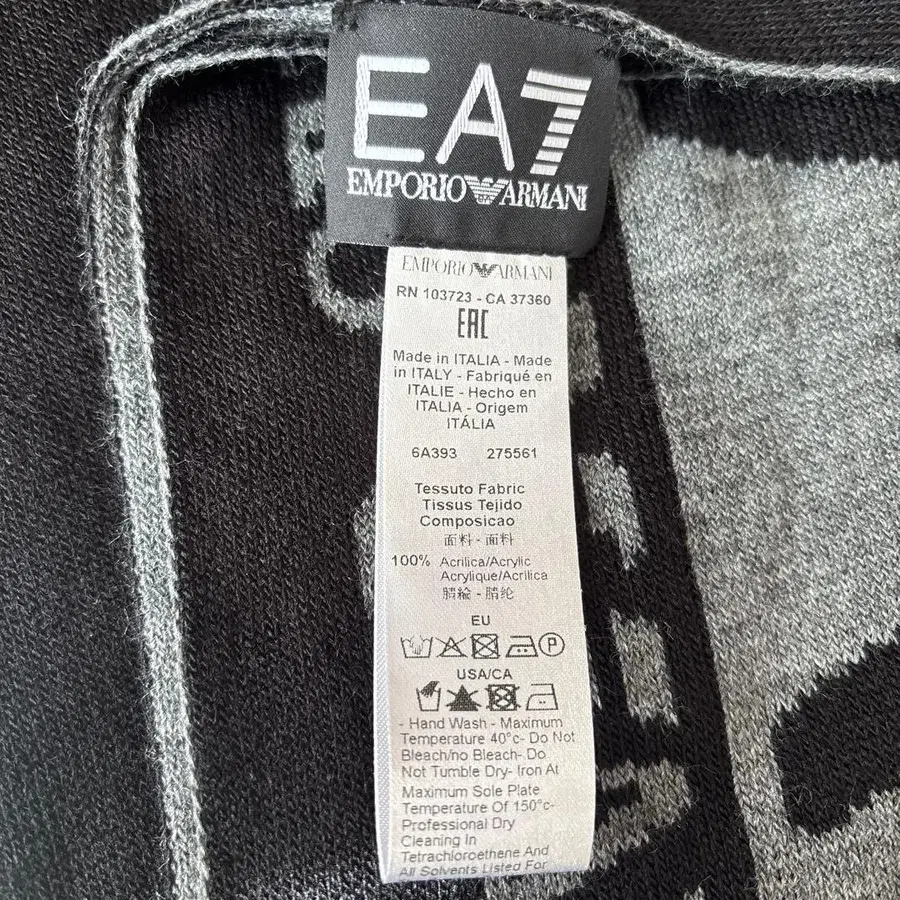 EA7
EMPORIO ARMANI
EMPORIO ARMANI
RN 103723 - CA 37360
EAC
Made in ITALIA - Made
in ITALY - Fabriqué en
ITALIE - Hecho en
ITALIA - Origem
ITÁLIA
6A393 275561
Tessuto Fabric
Tissus Tejido
Composicao
面料 - 面料
100% Acrilica/Acrylic
Acrylique/Acrilica
腈綸 - 腈纶
EU
P
USA/CA
- Hand Wash - Maximum
Temperature 40°c- Do Not
Bleach/no Bleach- Do
Not Tumble Dry- Iron At
Maximum Sole Plate
Temperature Of 150°c-
Professional Dry
Cleaning In
Tetrachloroethene And
All Solvents Listed For